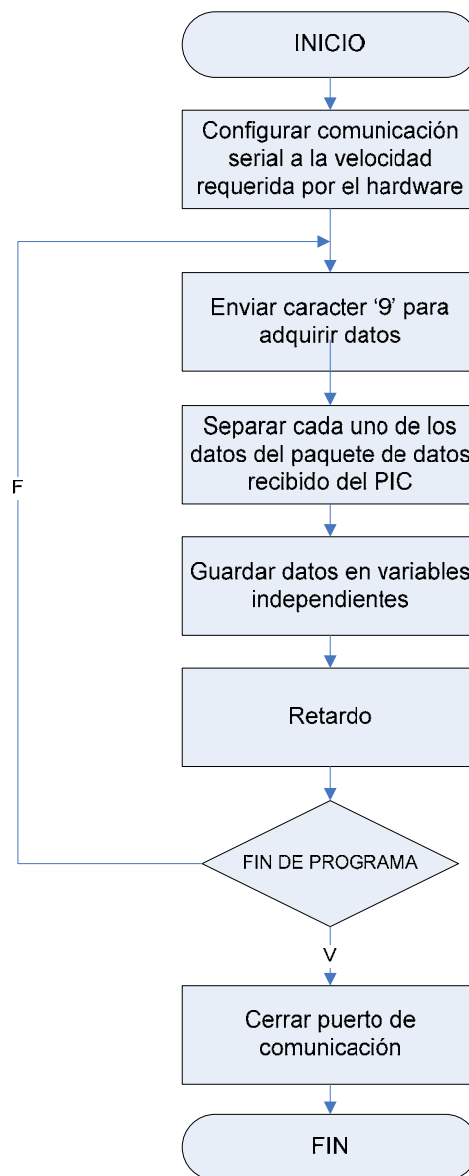 INICIO
Configurar comunicación
serial a la velocidad
requerida por el hardware
Enviar caracter ‘9’ para
adquirir datos
Separar cada uno de los
datos del paquete de datos
recibido del PIC
F
Guardar datos en variables
independientes
Retardo
FIN DE PROGRAMA
V
Cerrar puerto de
comunicación
FIN